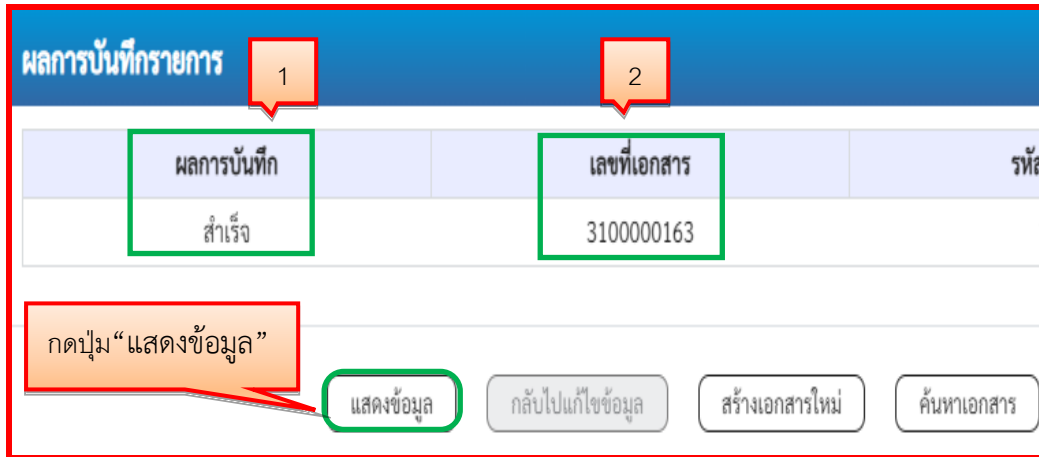 ผลการบันทึกรายการ
1
2
ผลการบันทึก
เลขที่เอกสาร
สำเร็จ
3100000163
กดปุ่ม“แสดงข้อมูล”
แสดงข้อมูล
กลับไปแก้ไขข้อมูล
สร้างเอกสารใหม่
ค้นหาเอกสาร